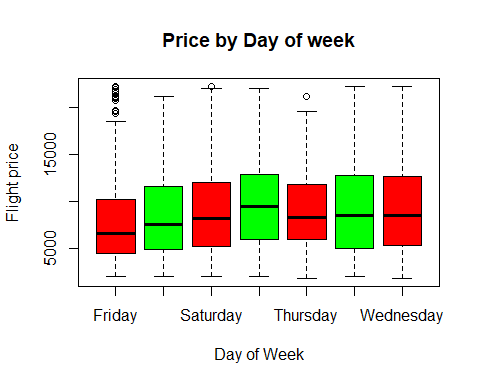 Price by Day of week
Flight price
15000
5000
Friday Saturday Thursday Wednesday
Day of Week